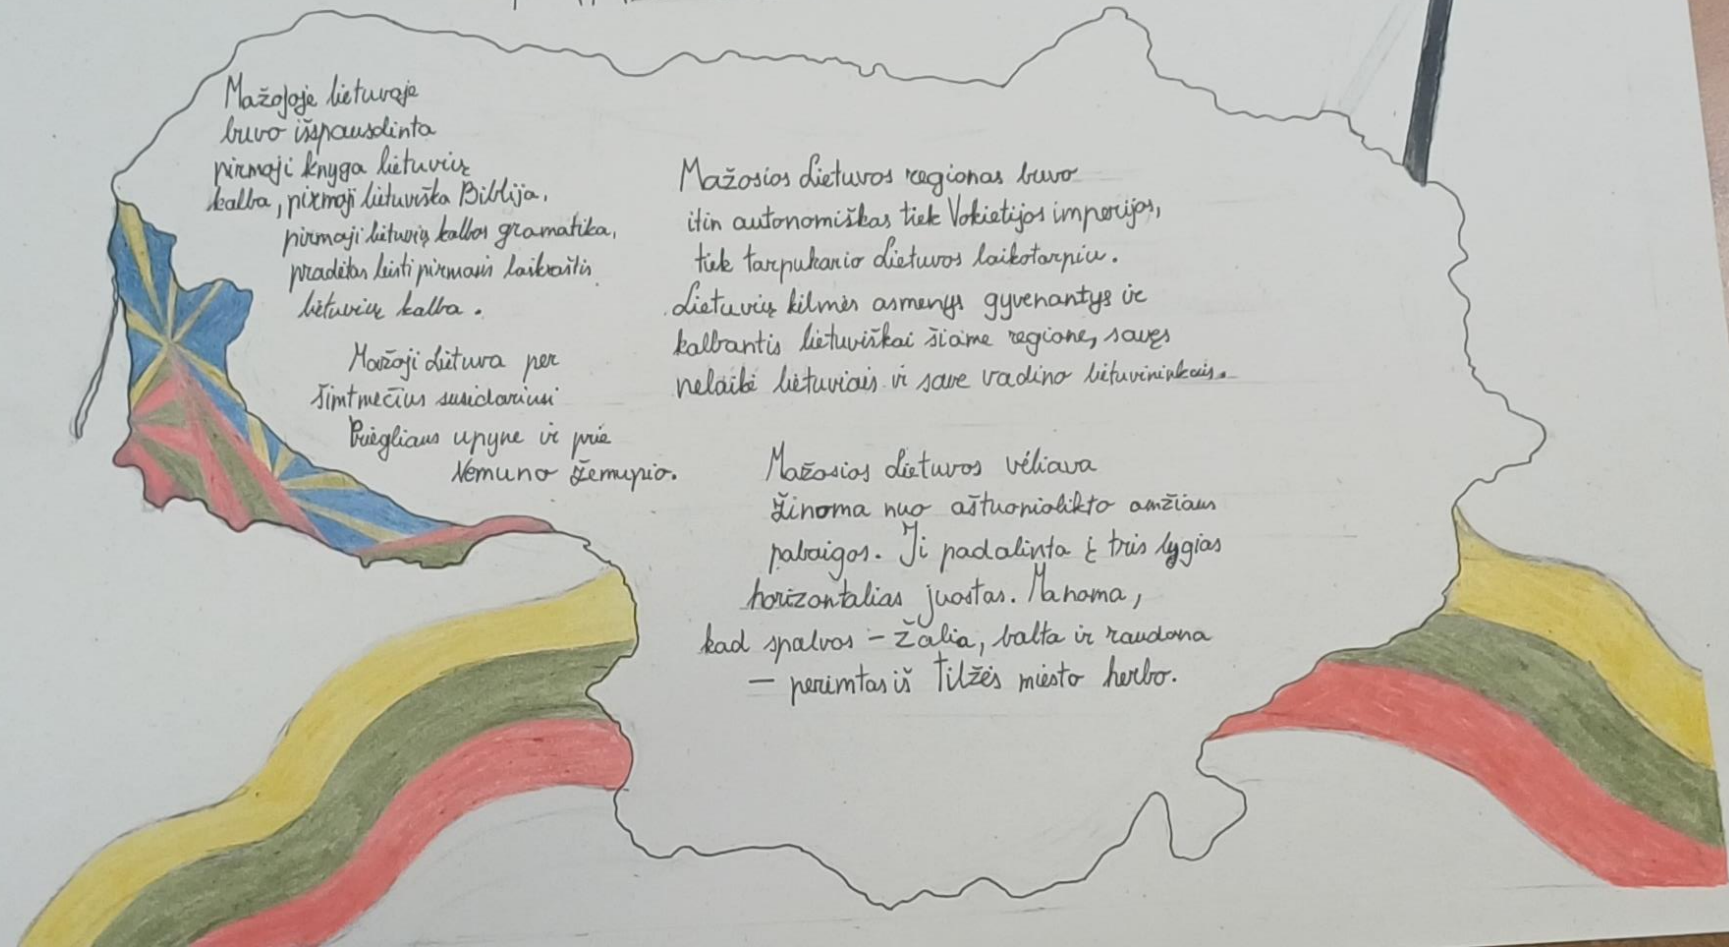 Mažojoje lietuvoje
buvo išspausdinta
pirmoji knyga lietuvių
kalba, pirmoji lietuviška Biblija,
pirmoji lietuvių kalbos gramatika,
pradėtas leisti pirmasis laikraštis
lietuvių kalba.
Mažoji Lietuva per
šimtmečius susidariusi
Priegliaus upyne ir prie
Nemuno žemupio.
Mažosios Lietuvos regionas buvo
itin autonomiškas tiek Vokietijos imperijos,
tiek tarpukario Lietuvos laikotarpiu.
Lietuvių kilmės asmenys gyvenantys ir
kalbantis lietuviškai šiame regione, savęs
nelaikė lietuviais ir save vadino lietuvininkais.
Mažosios Lietuvos vėliava
žinoma nuo aštuoniolikto amžiaus
pabaigos. Ji padalinta į tris lygias
horizontalias juostas. Manoma,
kad spalvos – žalia, balta ir raudona
– perimtas iš Tilžės miesto herbo.